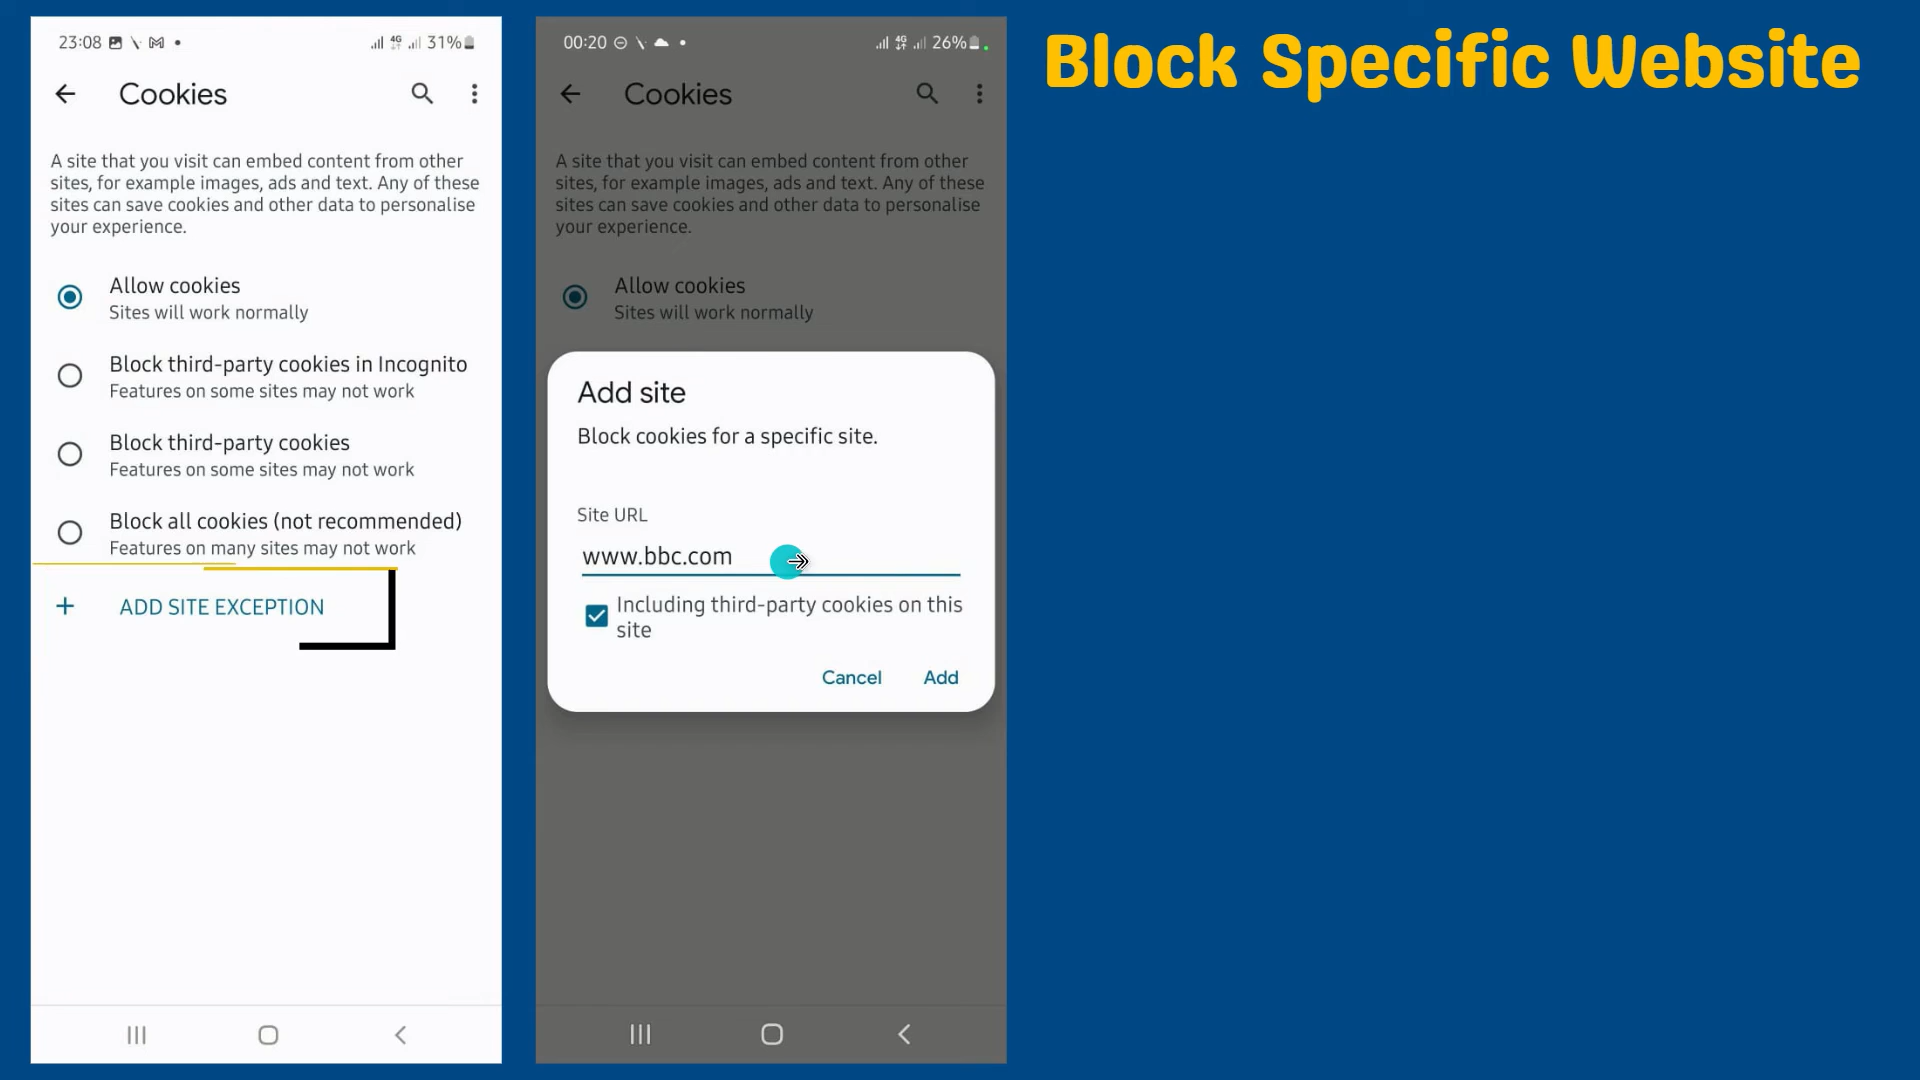 23:08
4G
31%
Cookies
A site that you visit can embed content from other
sites, for example images, ads and text. Any of these
sites can save cookies and other data to personalise
your experience.
Allow cookies
Sites will work normally
Block third-party cookies in Incognito
Features on some sites may not work
Block third-party cookies
Features on some sites may not work
Block all cookies (not recommended)
Features on many sites may not work
+ ADD SITE EXCEPTION
00:20
4G
26%
Cookies
A site that you visit can embed content from other
sites, for example images, ads and text. Any of these
sites can save cookies and other data to personalise
your experience.
Allow cookies
Sites will work normally
Add site
Block cookies for a specific site.
Site URL
www.bbc.com
Including third-party cookies on this
site
Cancel
Add
Block Specific Website